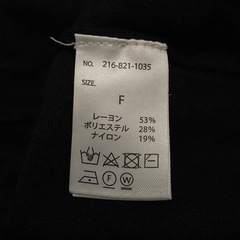 NO. 216-821-1035
SIZE.
F
レーヨン 53%
ポリエステル 28%
ナイロン 19%